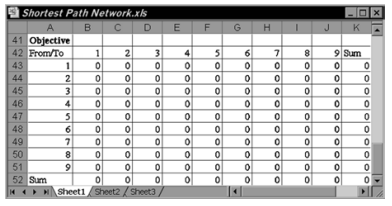 Shortest Path Network.xls
A B C D E F G H I J K
41 Objective
42 From/To 1 2 3 4 5 6 7 8 9 Sum
43 1 0 0 0 0 0 0 0 0 0 0
44 2 0 0 0 0 0 0 0 0 0 0
45 3 0 0 0 0 0 0 0 0 0 0
46 4 0 0 0 0 0 0 0 0 0 0
47 5 0 0 0 0 0 0 0 0 0 0
48 6 0 0 0 0 0 0 0 0 0 0
49 7 0 0 0 0 0 0 0 0 0 0
50 8 0 0 0 0 0 0 0 0 0 0
51 9 0 0 0 0 0 0 0 0 0 0
52 Sum 0 0 0 0 0 0 0 0 0 0
Sheet1 / Sheet2 / Sheet3 /